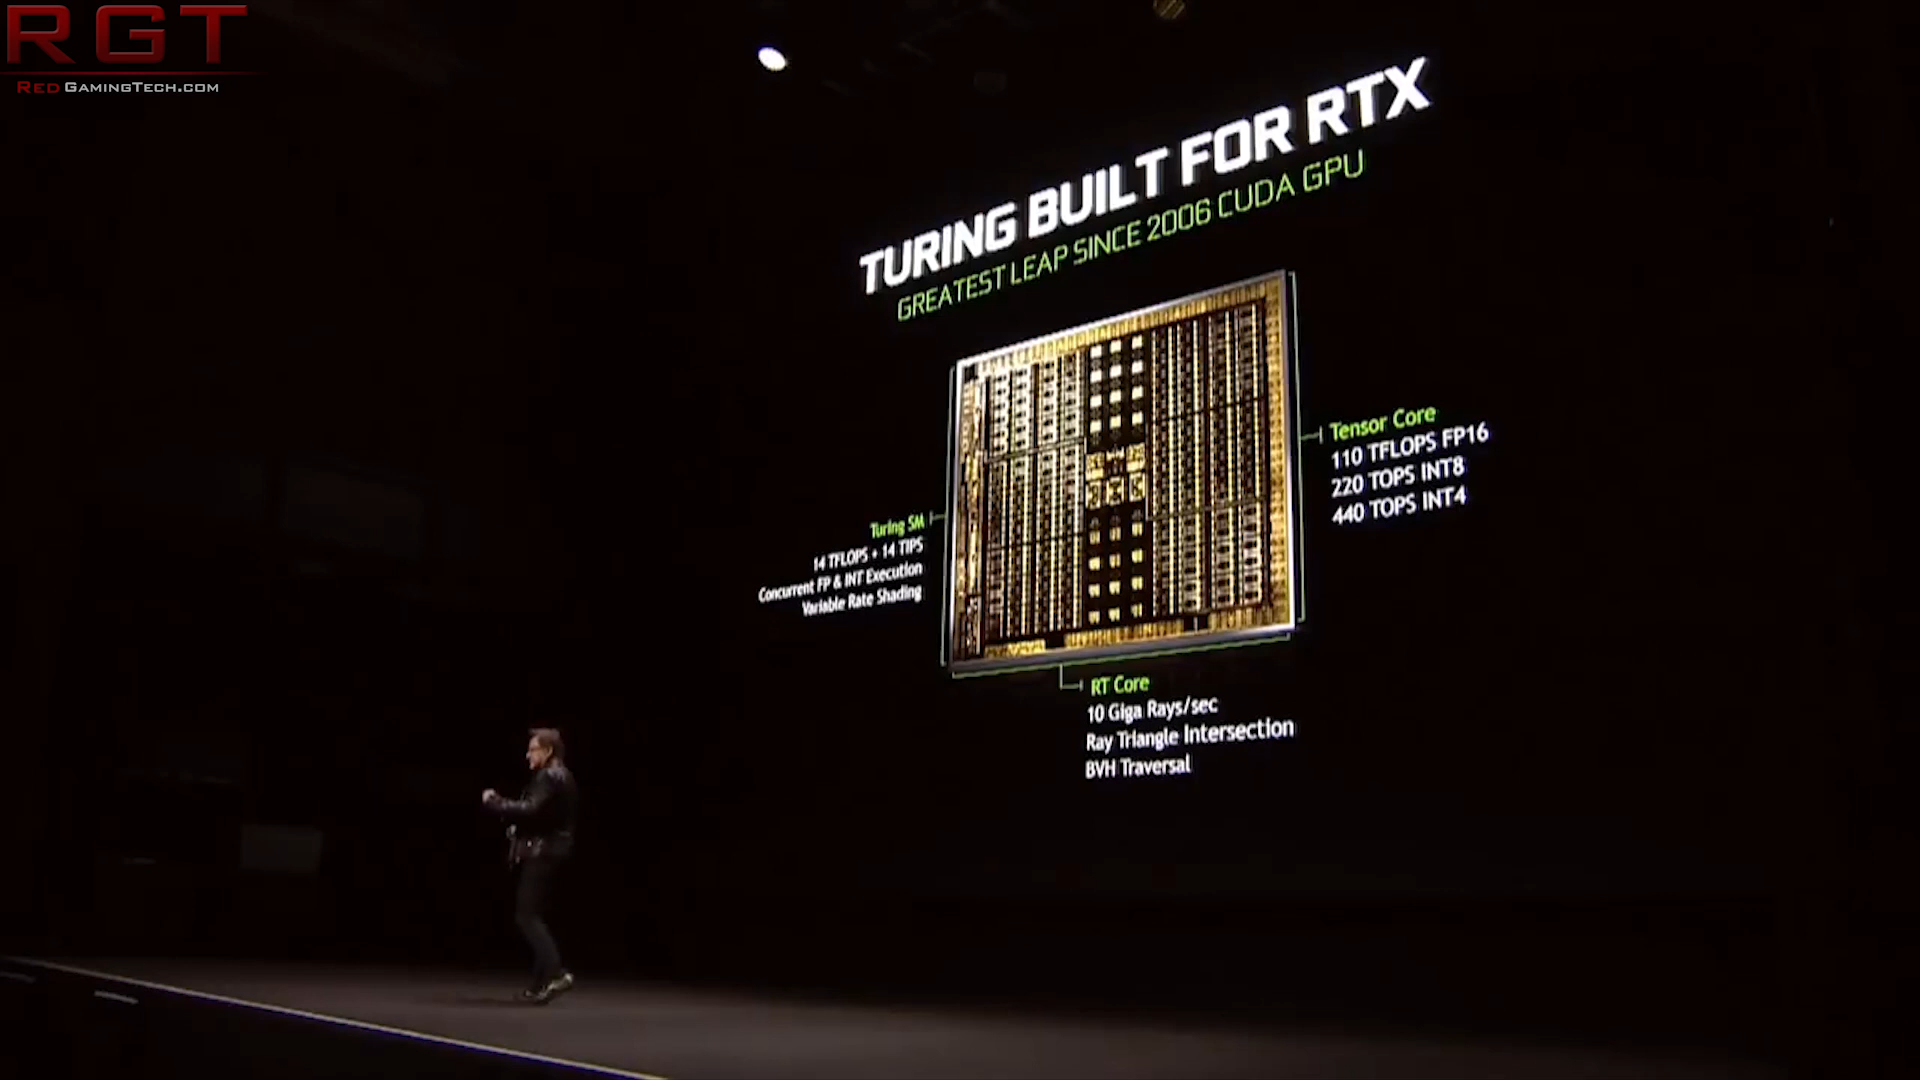 RGT
REDGAMINGTECH.COM
TURING BUILT FOR RTX
GREATEST LEAP SINCE 2006 CUDA GPU
Tensor Core
110 TFLOPS FP16
220 TOPS INT8
440 TOPS INT4
Turing SM
14 TFLOPS + 14 TIPS
Concurrent FP & INT Execution
Variable Rate Shading
RT Core
10 Giga Rays/sec
Ray Triangle Intersection
BVH Traversal